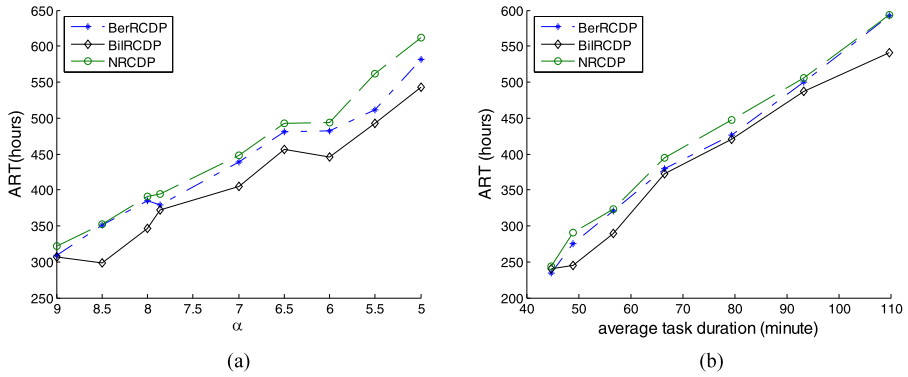 650
600
550
500
450
400
350
300
250
9
8.5
8
7.5
7
6.5
6
5.5
5
ART(hours)
α
BerRCDP
BilRCDP
NRCDP
(a)
600
550
500
450
400
350
300
250
200
40
50
60
70
80
90
100
110
ART (hours)
average task duration (minute)
BerRCDP
BilRCDP
NRCDP
(b)